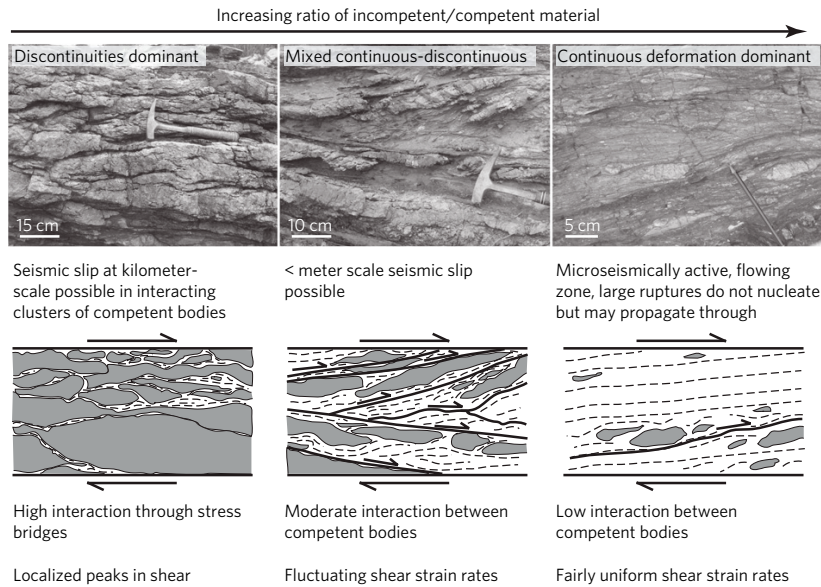 Increasing ratio of incompetent/competent material
Discontinuities dominant
Mixed continuous-discontinuous
Continuous deformation dominant
15 cm
10 cm
5 cm
Seismic slip at kilometer-
scale possible in interacting
clusters of competent bodies
< meter scale seismic slip
possible
Microseismically active, flowing
zone, large ruptures do not nucleate
but may propagate through
High interaction through stress
bridges
Moderate interaction between
competent bodies
Low interaction between
competent bodies
Localized peaks in shear
Fluctuating shear strain rates
Fairly uniform shear strain rates